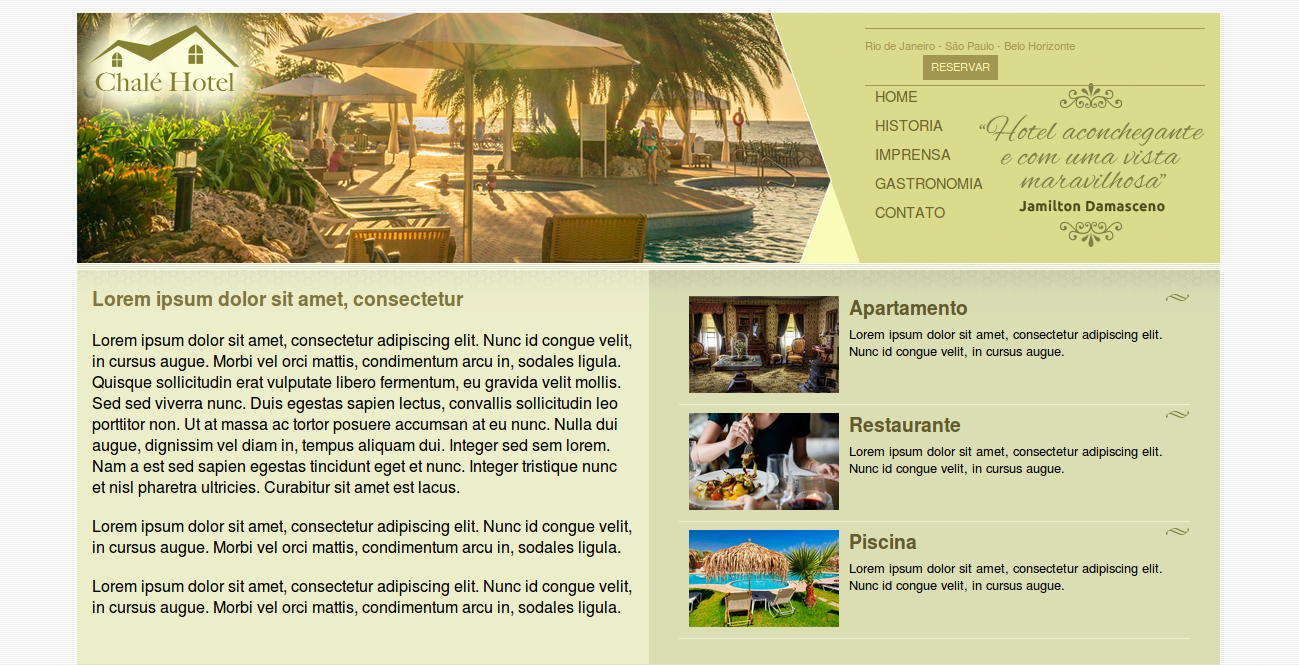 Chalé Hotel
Rio de Janeiro - São Paulo - Belo Horizonte
RESERVAR
HOME
HISTORIA
IMPRENSA
GASTRONOMIA
CONTATO
“Hotel aconchegante
e com uma vista
maravilhosa”
Jamilton Damasceno
Lorem ipsum dolor sit amet, consectetur
Lorem ipsum dolor sit amet, consectetur adipiscing elit. Nunc id congue velit,
in cursus augue. Morbi vel orci mattis, condimentum arcu in, sodales ligula.
Quisque sollicitudin erat vulputate libero fermentum, eu gravida velit mollis.
Sed sed viverra nunc. Duis egestas sapien lectus, convallis sollicitudin leo
porttitor non. Ut at massa ac tortor posuere accumsan at eu nunc. Nulla dui
augue, dignissim vel diam in, tempus aliquam dui. Integer sed sem lorem.
Nam a est sed sapien egestas tincidunt eget et nunc. Integer tristique nunc
et nisl pharetra ultricies. Curabitur sit amet est lacus.
Lorem ipsum dolor sit amet, consectetur adipiscing elit. Nunc id congue velit,
in cursus augue. Morbi vel orci mattis, condimentum arcu in, sodales ligula.
Lorem ipsum dolor sit amet, consectetur adipiscing elit. Nunc id congue velit,
in cursus augue. Morbi vel orci mattis, condimentum arcu in, sodales ligula.
Apartamento
Lorem ipsum dolor sit amet, consectetur adipiscing elit.
Nunc id congue velit, in cursus augue.
Restaurante
Lorem ipsum dolor sit amet, consectetur adipiscing elit.
Nunc id congue velit, in cursus augue.
Piscina
Lorem ipsum dolor sit amet, consectetur adipiscing elit.
Nunc id congue velit, in cursus augue.